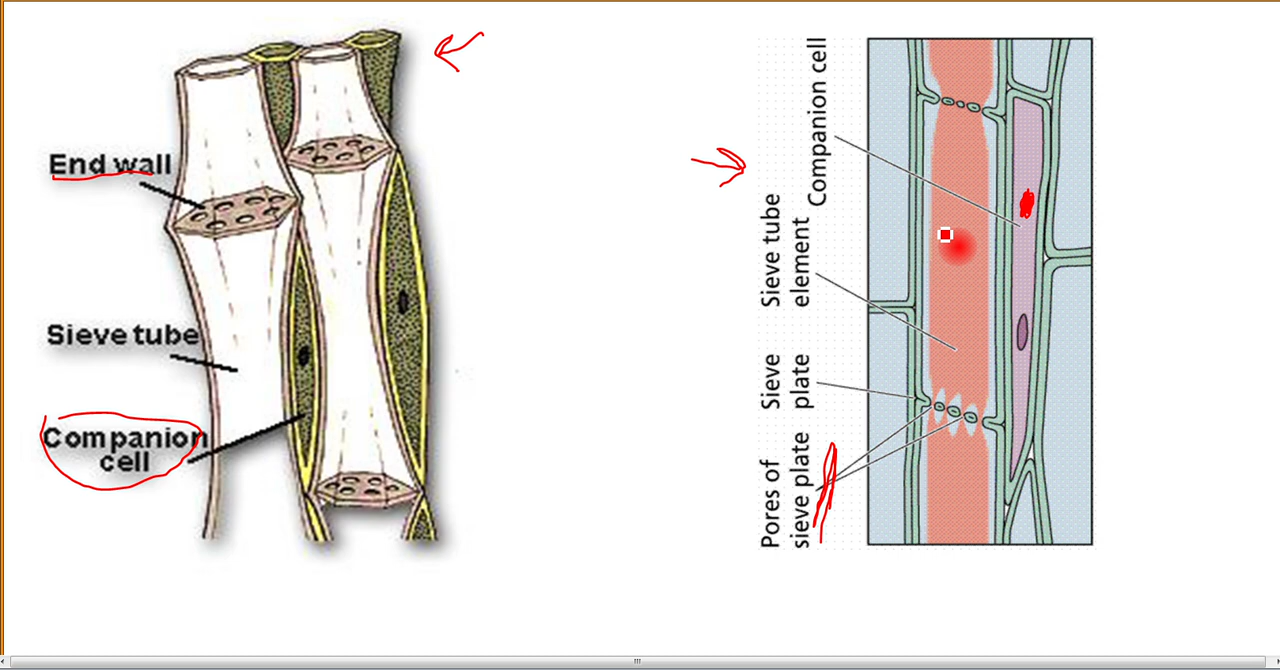 End wall
Sieve tube
Companion
cell
Companion cell
Sieve tube
element
Sieve
plate
Pores of
sieve plate